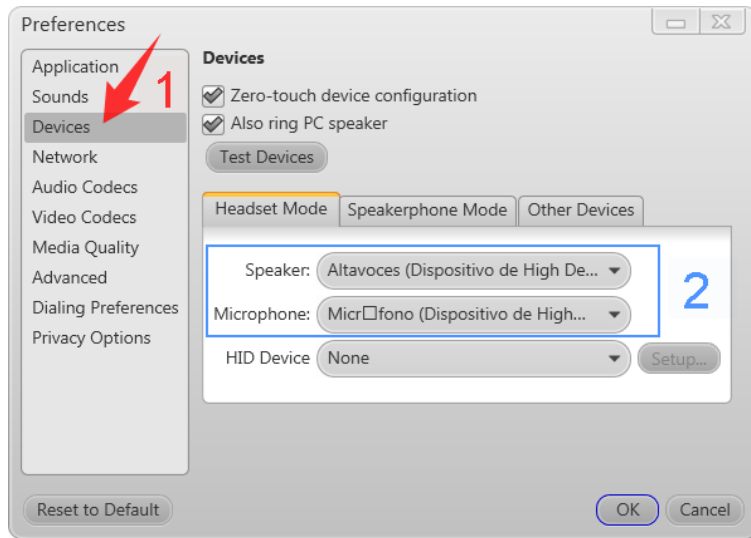 Preferences
Application
Sounds
Devices
Network
Audio Codecs
Video Codecs
Media Quality
Advanced
Dialing Preferences
Privacy Options
1
Devices
Zero-touch device configuration
Also ring PC speaker
Test Devices
Headset Mode Speakerphone Mode Other Devices
Speaker: Altavoces (Dispositivo de High De...
Microphone: Micr□fono (Dispositivo de High...
2
HID Device None Setup...
Reset to Default OK Cancel